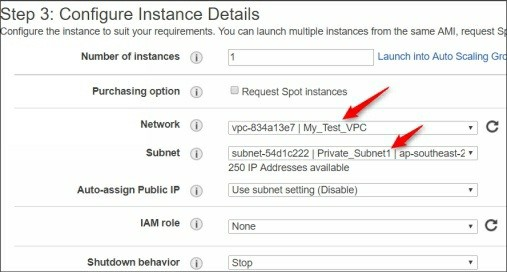 Step 3: Configure Instance Details
Configure the instance to suit your requirements. You can launch multiple instances from the same AMI, request Sp
Number of instances 1 Launch into Auto Scaling Gro
Purchasing option Request Spot instances
Network vpc-834a13e7 | My_Test_VPC
Subnet subnet-54d1c222 | Private_Subnet1 | ap-southeast-2
250 IP Addresses available
Auto-assign Public IP Use subnet setting (Disable)
IAM role None
Shutdown behavior Stop